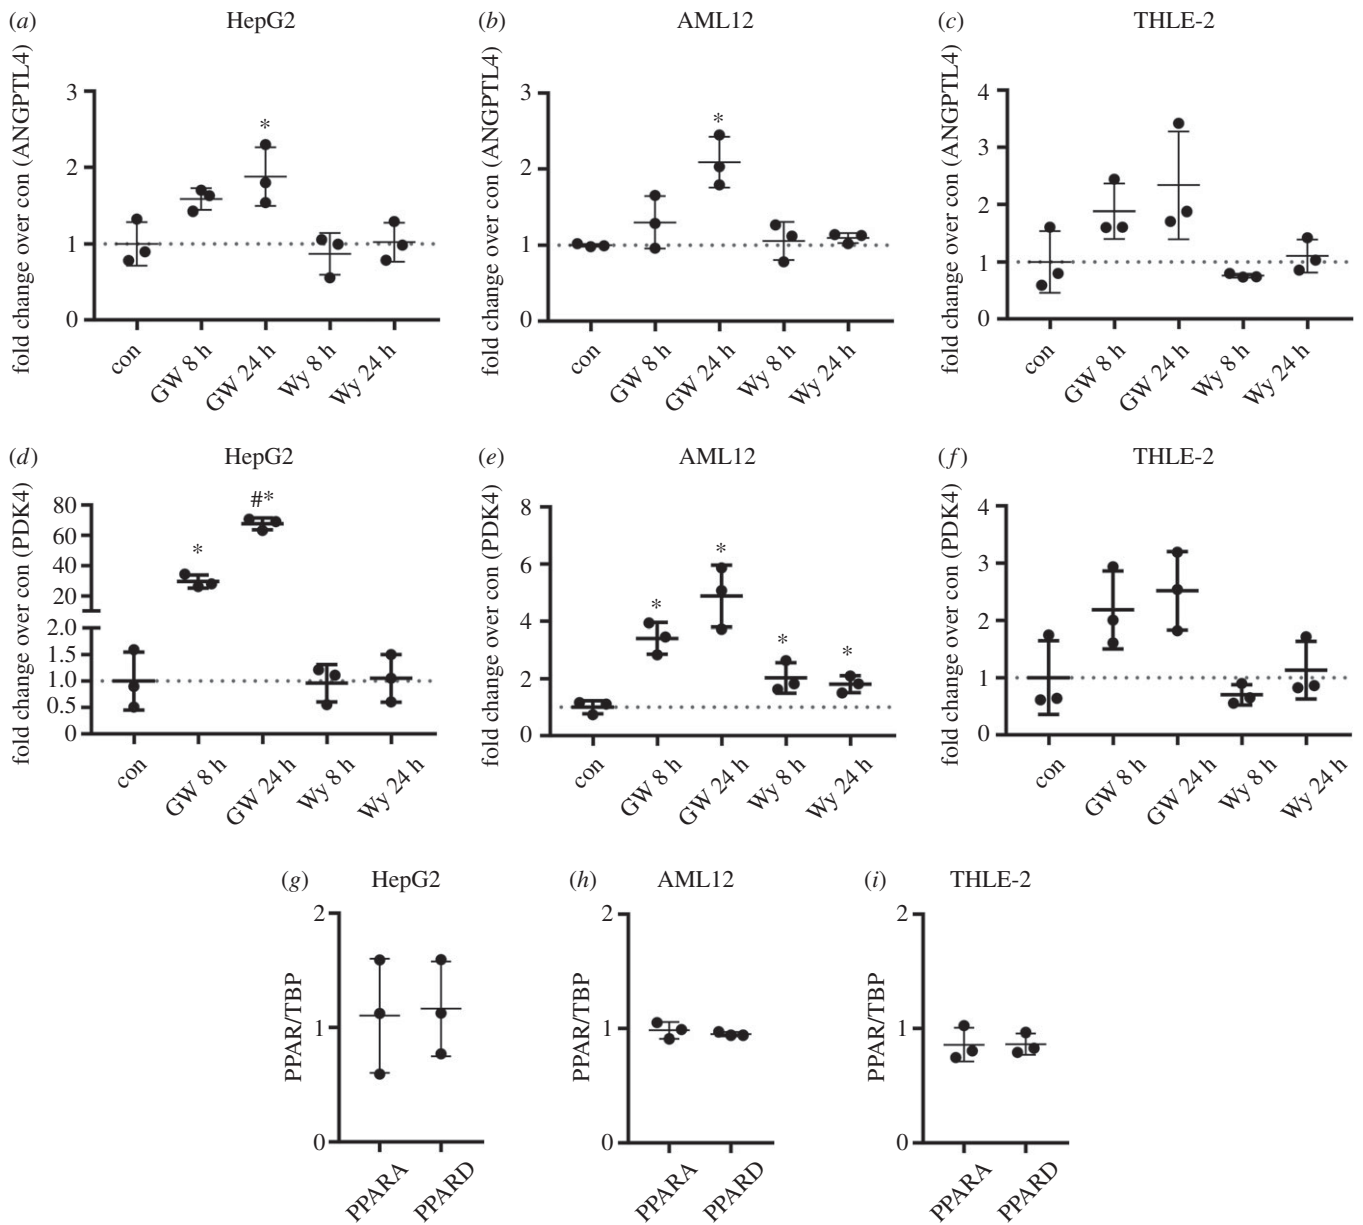 (a) HepG2
fold change over con (ANGPTL4)
3
2
1
0
*
con
GW 8 h
GW 24 h
Wy 8 h
Wy 24 h
(b) AML12
fold change over con (ANGPTL4)
3
2
1
0
*
con
GW 8 h
GW 24 h
Wy 8 h
Wy 24 h
(c) THLE-2
fold change over con (ANGPTL4)
4
3
2
1
0
con
GW 8 h
GW 24 h
Wy 8 h
Wy 24 h
(d) HepG2
fold change over con (PDK4)
80
60
40
20
2.0
1.5
1.0
0.5
0
*
#*
con
GW 8 h
GW 24 h
Wy 8 h
Wy 24 h
(e) AML12
fold change over con (PDK4)
8
6
4
2
0
*
*
*
*
con
GW 8 h
GW 24 h
Wy 8 h
Wy 24 h
(f) THLE-2
fold change over con (PDK4)
4
3
2
1
0
con
GW 8 h
GW 24 h
Wy 8 h
Wy 24 h
(g) HepG2
PPAR/TBP
2
1
0
PPARA
PPARD
(h) AML12
PPAR/TBP
2
1
0
PPARA
PPARD
(i) THLE-2
PPAR/TBP
2
1
0
PPARA
PPARD